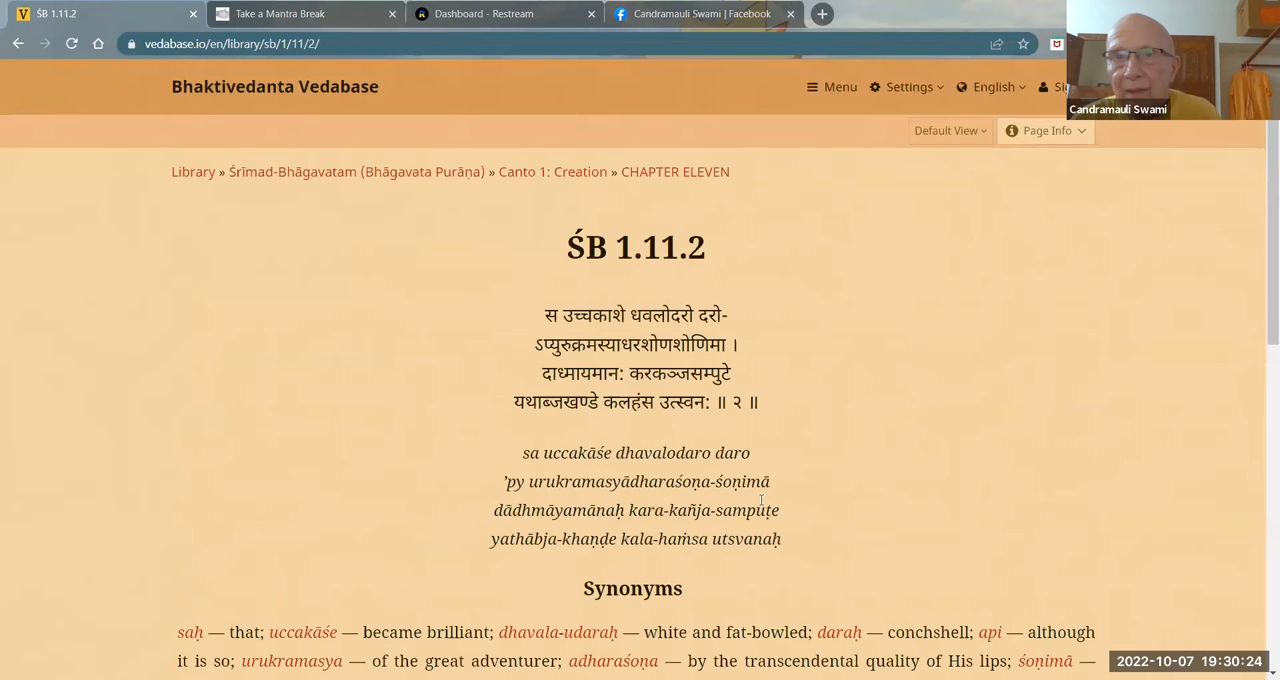 ŚB 1.11.2
Take a Mantra Break
Dashboard - Restream
Candramauli Swami | Facebook
vedabase.io/en/library/sb/1/11/2/
Candramauli Swami
Bhaktivedanta Vedabase
Menu
Settings
English
Default View
Page Info
Library » Śrīmad-Bhāgavatam (Bhāgavata Purāṇa) » Canto 1: Creation » CHAPTER ELEVEN
ŚB 1.11.2
स उच्चकाशे धवलोदरो दरो-
ऽप्युरुक्रमस्याधरशोणशोणिमा ।
दाध्मायमान: करकञ्जसम्पुटे
यथाब्जखण्डे कलहंस उत्स्वन: ॥ २ ॥
sa uccakāśe dhavalodaro daro
’py urukramasyādharaśoṇa-śoṇimā
dādhmāyamānaḥ kara-kañja-sampuṭe
yathābja-khaṇḍe kala-haṁsa utsvanaḥ
Synonyms
saḥ — that; uccakāśe — became brilliant; dhavala-udaraḥ — white and fat-bowled; daraḥ — conchshell; api — although
it is so; urukramasya — of the great adventurer; adharaśoṇa — by the transcendental quality of His lips; śoṇimā —
2022-10-07 19:30:24